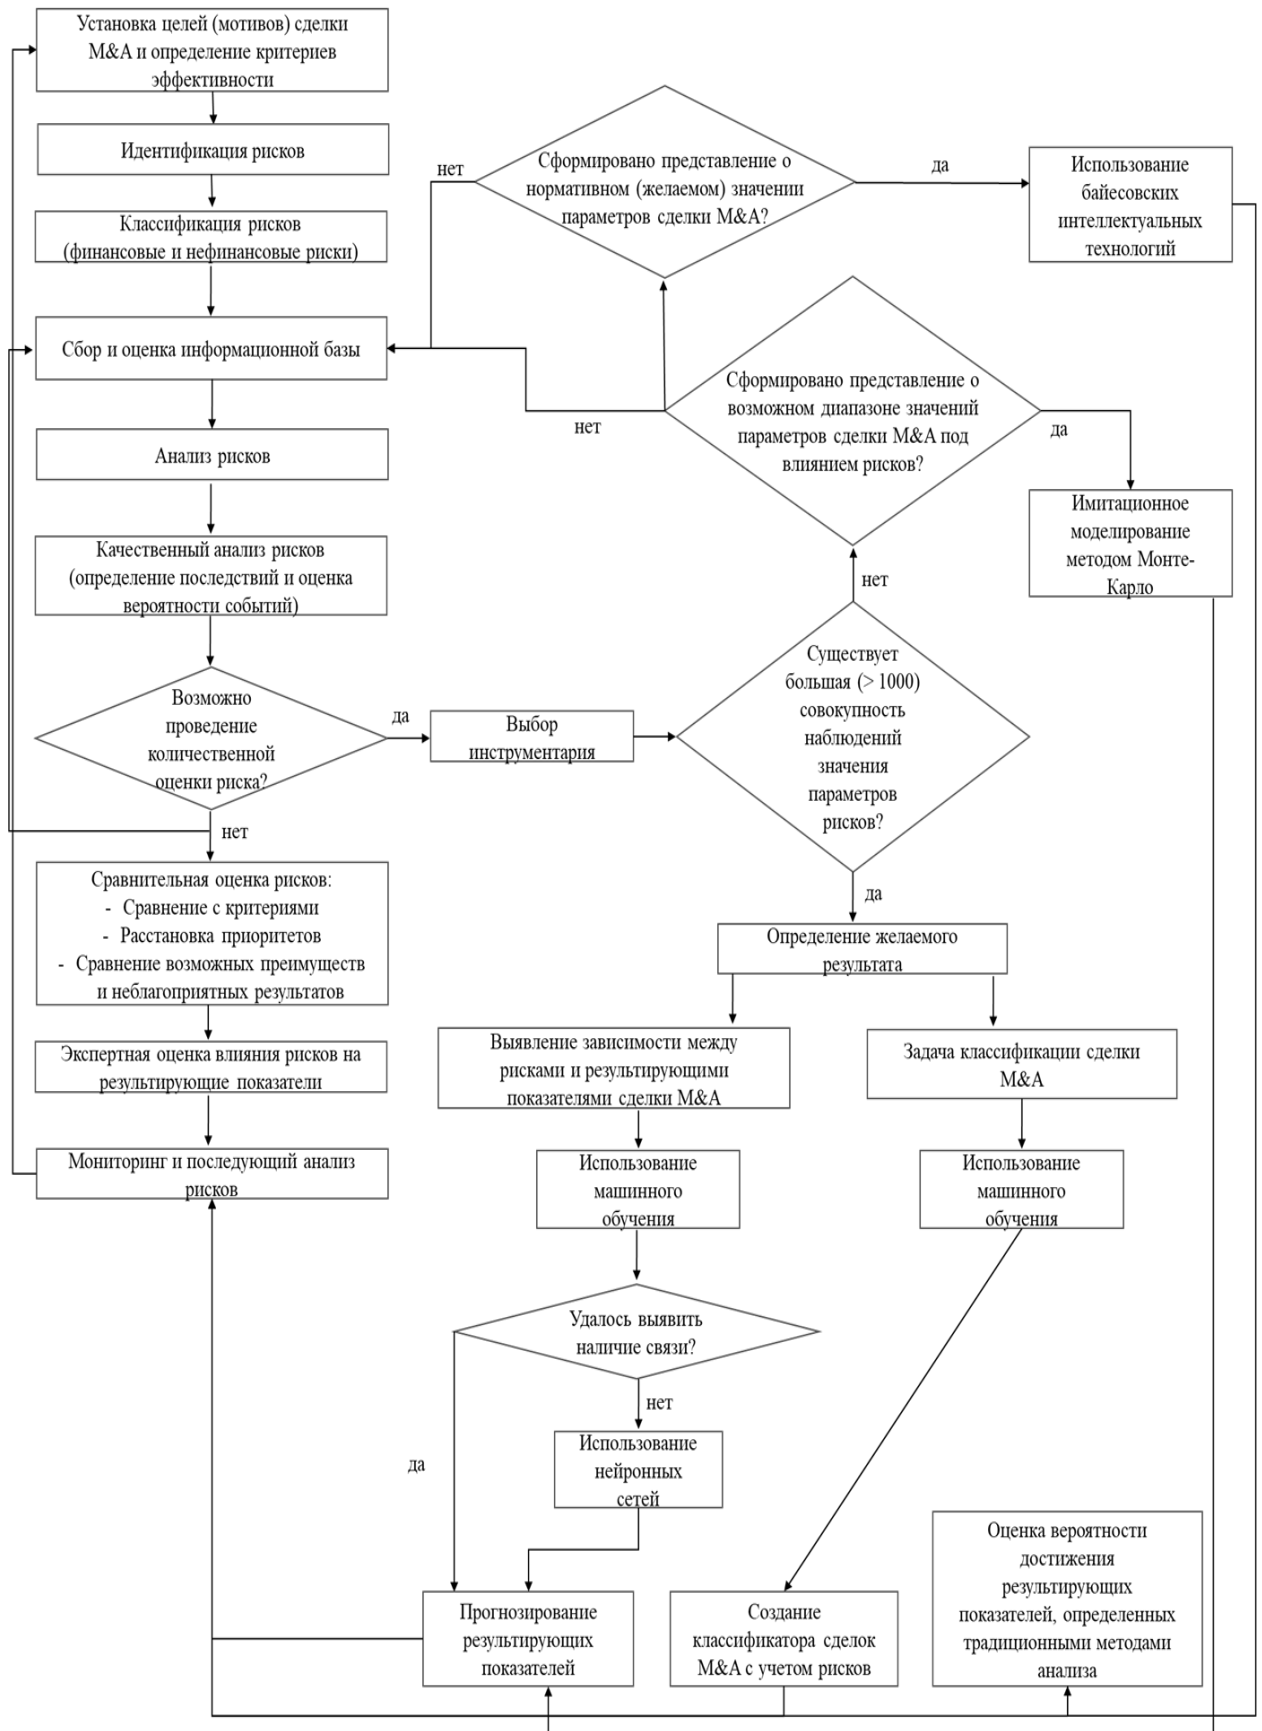 Установка целей (мотивов) сделки
M&A и определение критериев
эффективности
Идентификация рисков
Классификация рисков
(финансовые и нефинансовые риски)
Сбор и оценка информационной базы
Анализ рисков
Качественный анализ рисков
(определение последствий и оценка
вероятности событий)
Возможно
проведение
количественной
оценки риска?
да
нет
Сравнительная оценка рисков:
- Сравнение с критериями
- Расстановка приоритетов
- Сравнение возможных преимуществ
и неблагоприятных результатов
Экспертная оценка влияния рисков на
результирующие показатели
Мониторинг и последующий анализ
рисков
Выбор
инструментария
Существует
большая (> 1000)
совокупность
наблюдений
значения
параметров
рисков?
нет
да
Сформировано представление о
возможном диапазоне значений
параметров сделки M&A под
влиянием рисков?
нет
да
Имитационное
моделирование
методом Монте-
Карло
Сформировано представление о
нормативном (желаемом) значении
параметров сделки M&A?
нет
да
Использование
байесовских
интеллектуальных
технологий
Определение желаемого
результата
Выявление зависимости между
рисками и результирующими
показателями сделки M&A
Задача классификации сделки
M&A
Использование
машинного
обучения
Использование
машинного
обучения
Удалось выявить
наличие связи?
нет
да
Использование
нейронных
сетей
Прогнозирование
результирующих
показателей
Создание
классификатора сделок
M&A с учетом рисков
Оценка вероятности
достижения
результирующих
показателей, определенных
традиционными методами
анализа